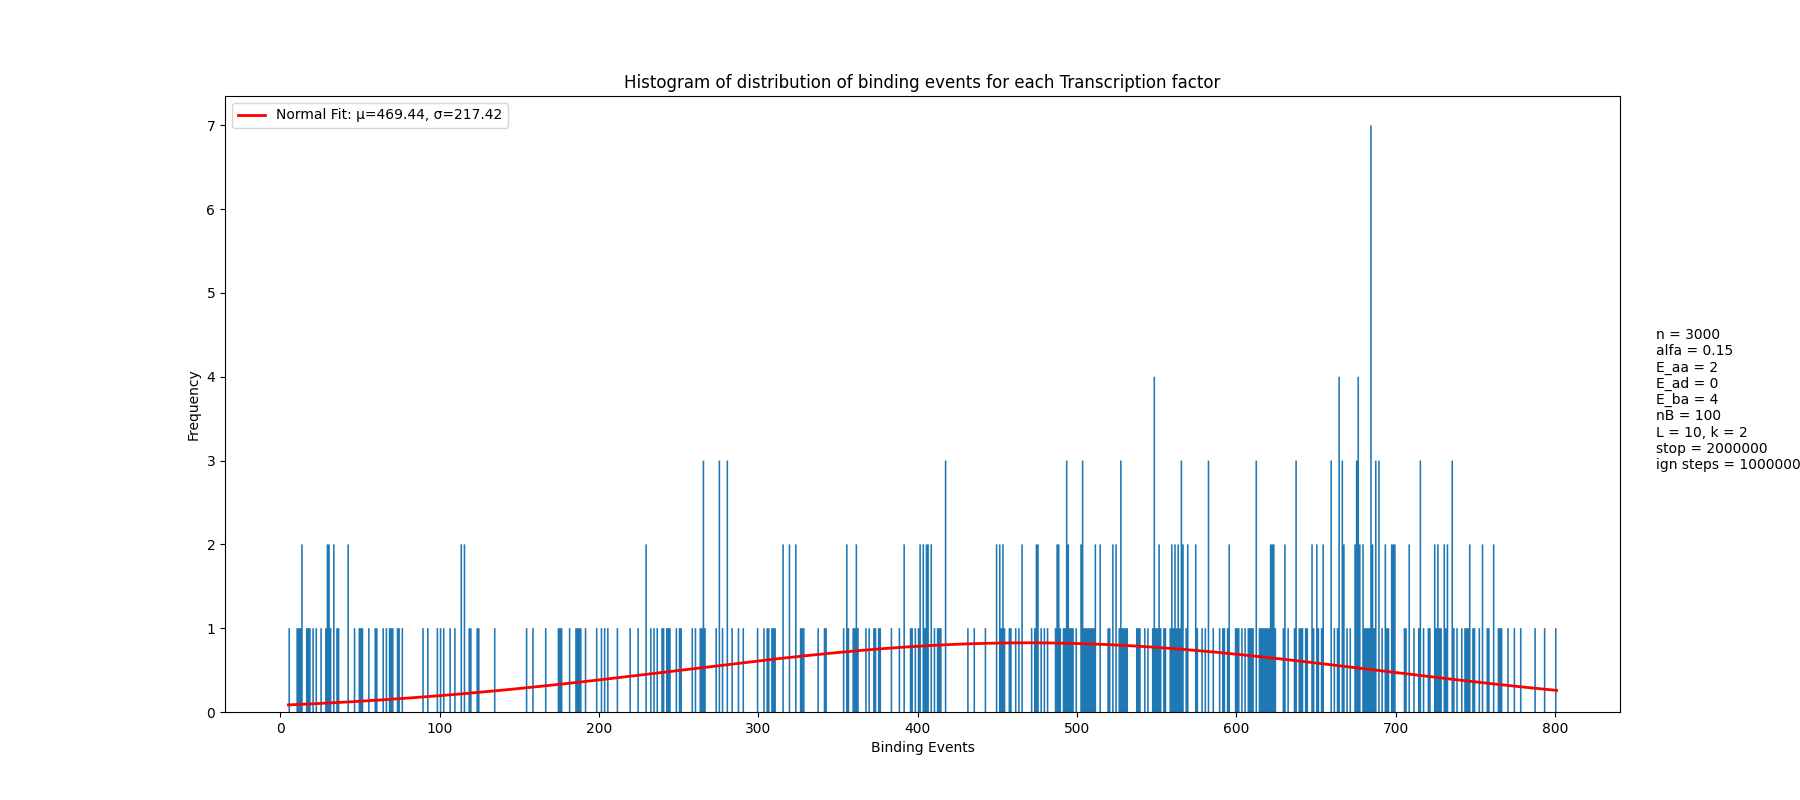 Histogram of distribution of binding events for each Transcription factor
Normal Fit: μ=469.44, σ=217.42
7
6
5
4
3
2
1
0
Frequency
0 100 200 300 400 500 600 700 800
Binding Events
n = 3000
alfa = 0.15
E_aa = 2
E_ad = 0
E_ba = 4
nB = 100
L = 10, k = 2
stop = 2000000
ign steps = 1000000